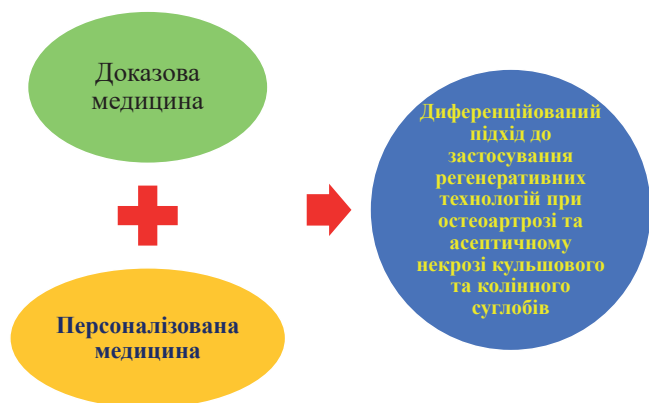 Доказова
медицина
Персоналізована
медицина
Диференційований
підхід до
застосування
регенеративних
технологій при
остеоартрозі та
асептичному
некрозі кульшового
та колінного
суглобів